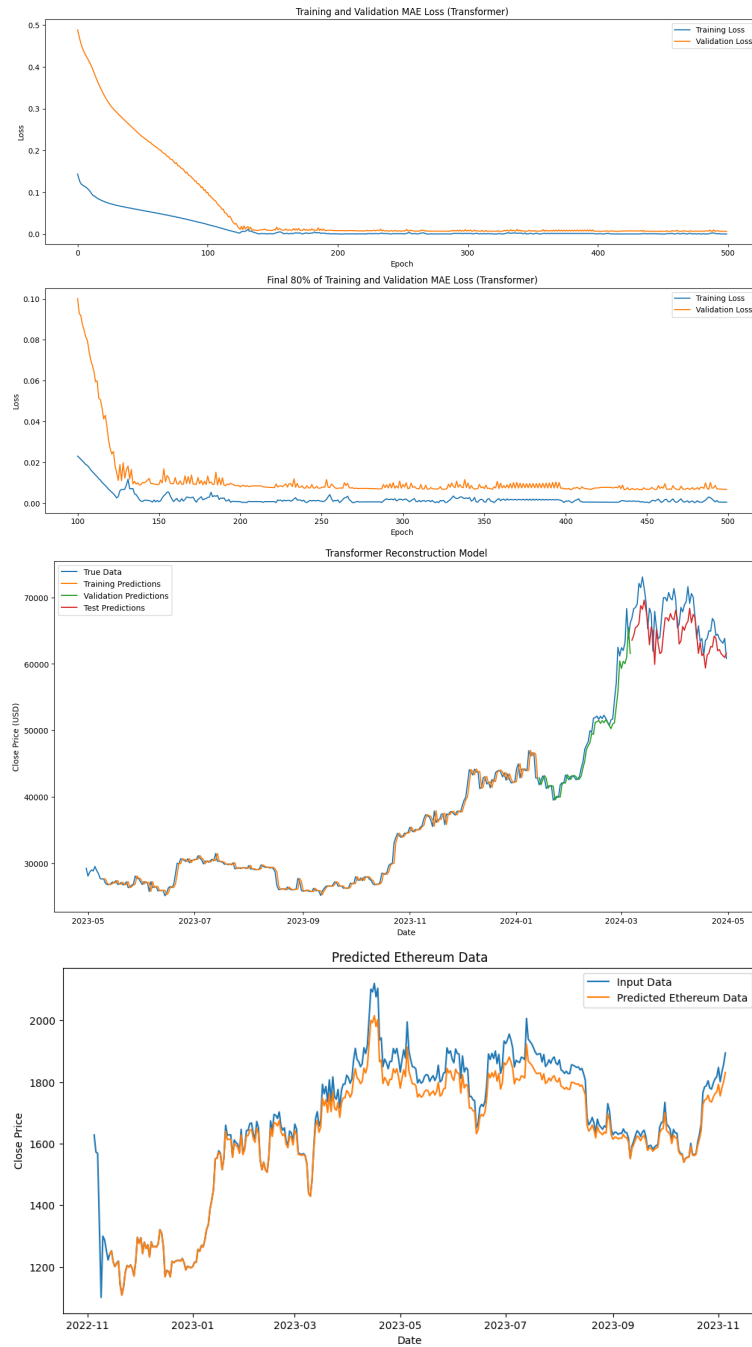 Training and Validation MAE Loss (Transformer)
Training Loss
Validation Loss
Loss
0.5
0.4
0.3
0.2
0.1
0.0
0
100
200
300
400
500
Epoch
Final 80% of Training and Validation MAE Loss (Transformer)
Training Loss
Validation Loss
Loss
0.10
0.08
0.06
0.04
0.02
0.00
100
150
200
250
300
350
400
450
500
Epoch
Transformer Reconstruction Model
True Data
Training Predictions
Validation Predictions
Test Predictions
Close Price (USD)
70000
60000
50000
40000
30000
2023-05
2023-07
2023-09
2023-11
2024-01
2024-03
2024-05
Date
Predicted Ethereum Data
Input Data
Predicted Ethereum Data
Close Price
2000
1800
1600
1400
1200
2022-11
2023-01
2023-03
2023-05
2023-07
2023-09
2023-11
Date